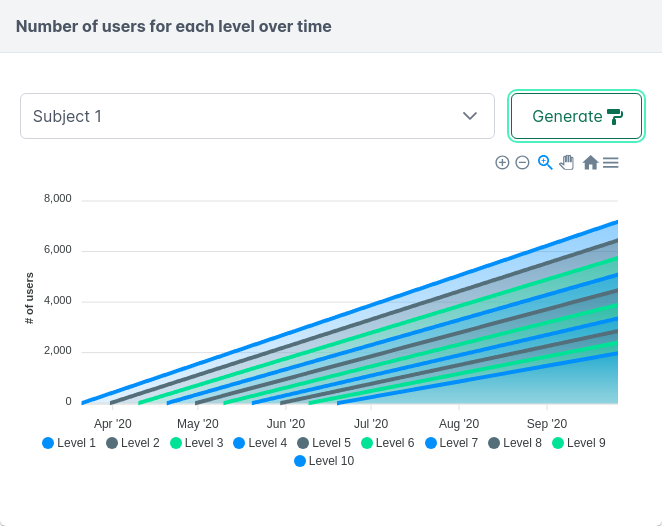 Number of users for each level over time
Subject 1
Generate
8,000
6,000
4,000
2,000
0
# of users
Apr '20 May '20 Jun '20 Jul '20 Aug '20 Sep '20
Level 1 Level 2 Level 3 Level 4 Level 5 Level 6 Level 7 Level 8 Level 9
Level 10